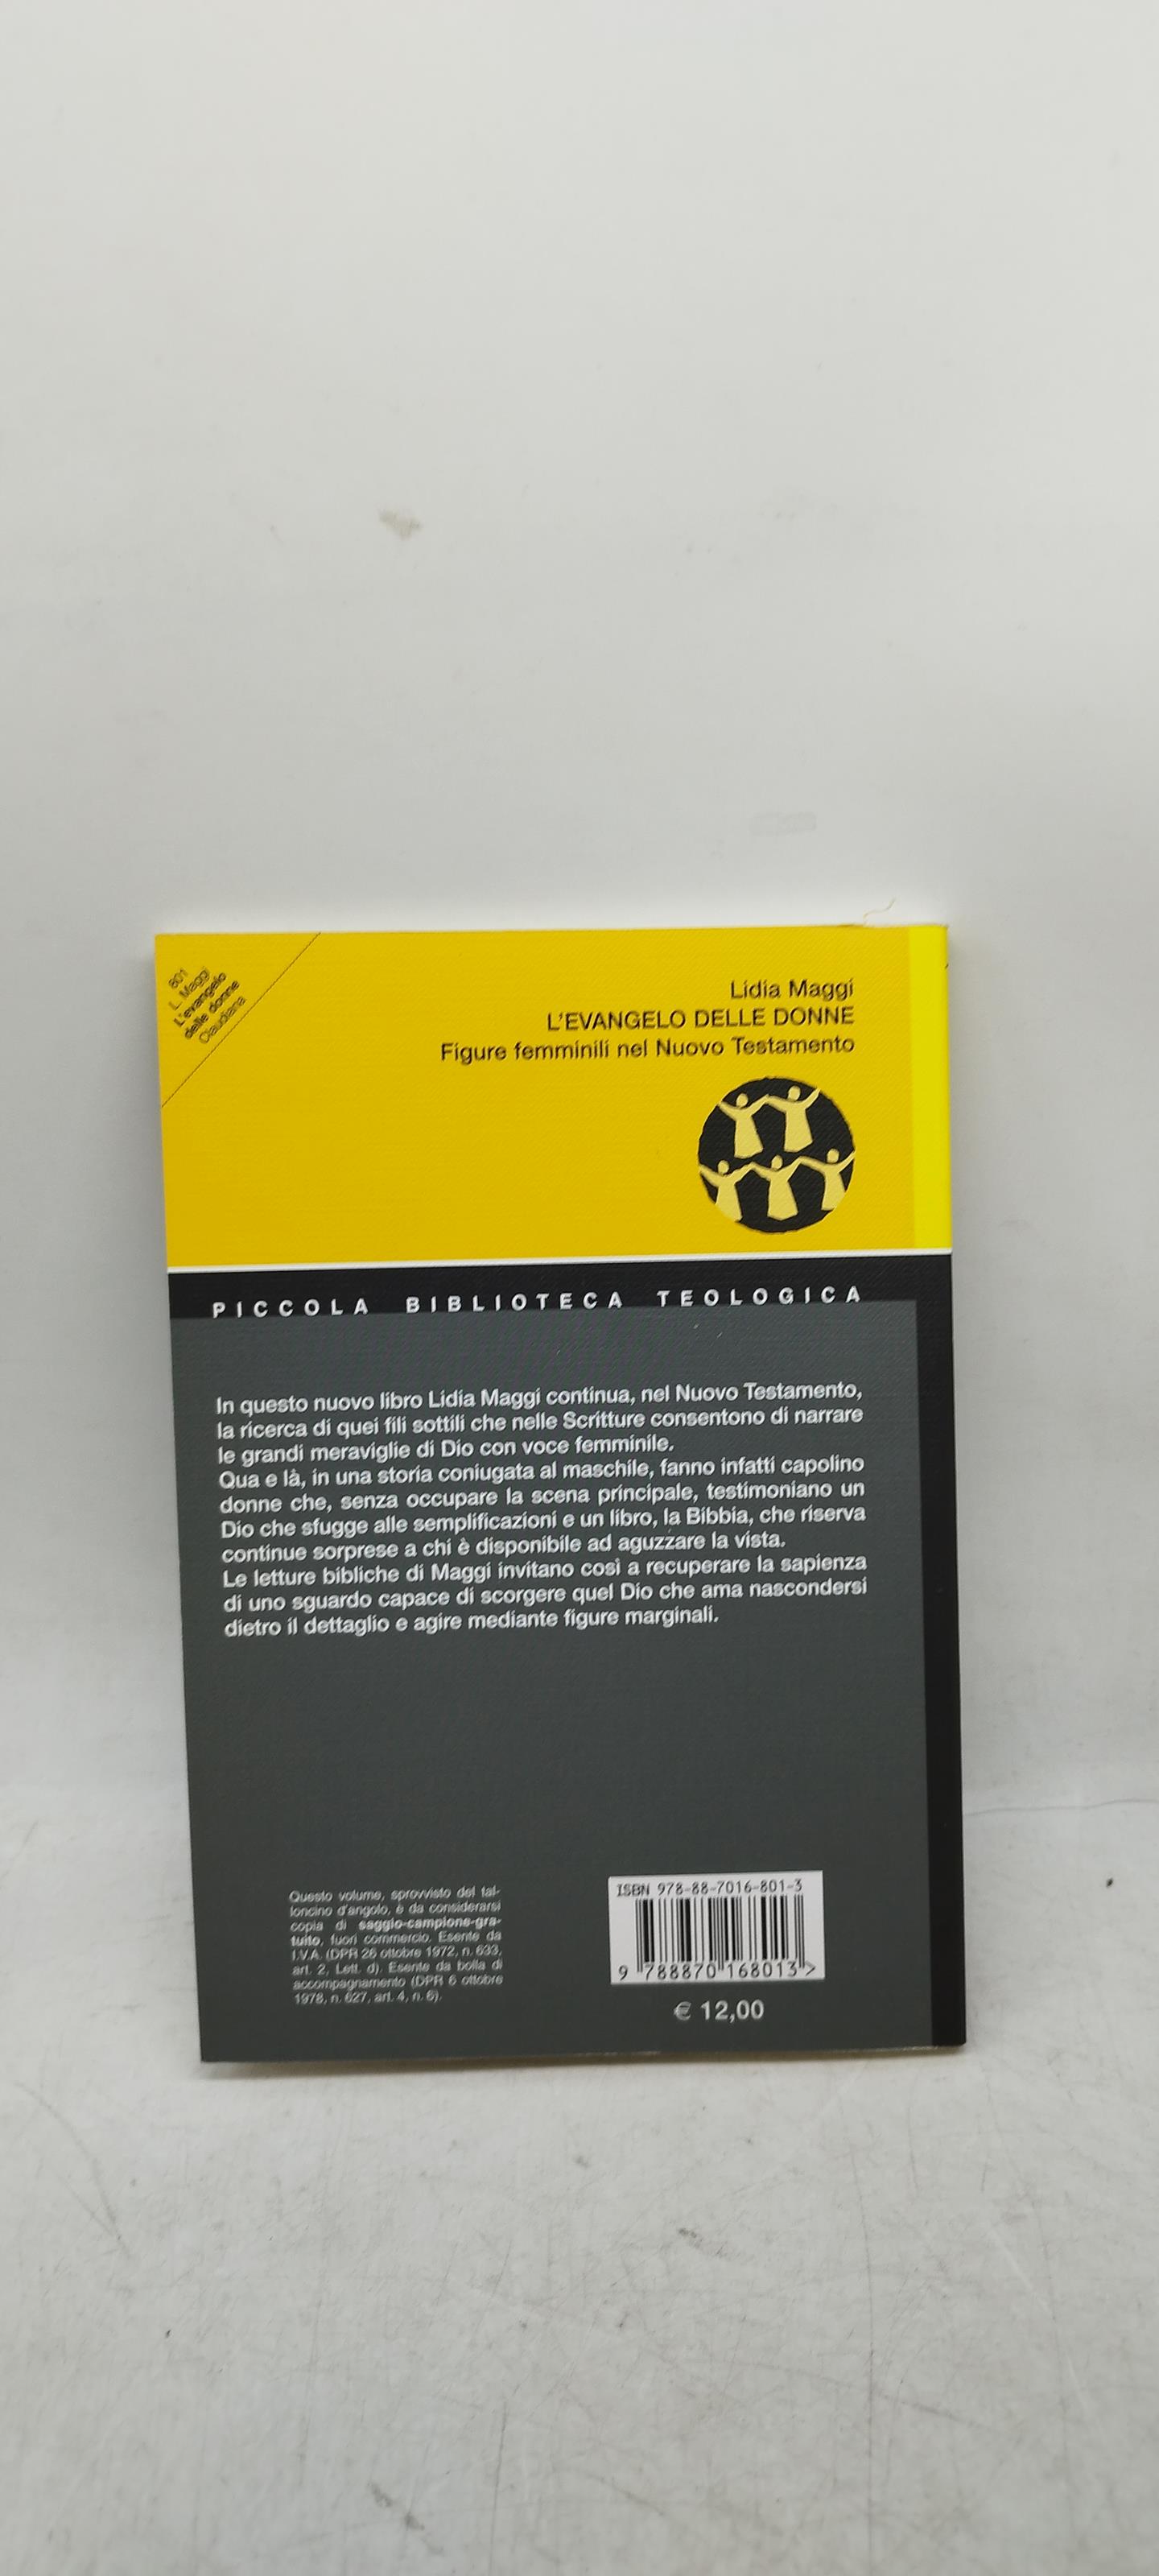 801
L. Maggi
L'evangelo
delle donne
Claudiana
Lidia Maggi
L'EVANGELO DELLE DONNE
Figure femminili nel Nuovo Testamento
PICCOLA BIBLIOTECA TEOLOGICA
In questo nuovo libro Lidia Maggi continua, nel Nuovo Testamento,
la ricerca di quei fili sottili che nelle Scritture consentono di narrare
le grandi meraviglie di Dio con voce femminile.
Qua e là, in una storia coniugata al maschile, fanno infatti capolino
donne che, senza occupare la scena principale, testimoniano un
Dio che sfugge alle semplificazioni e un libro, la Bibbia, che riserva
continue sorprese a chi è disponibile ad aguzzare la vista.
Le letture bibliche di Maggi invitano così a recuperare la sapienza
di uno sguardo capace di scorgere quel Dio che ama nascondersi
dietro il dettaglio e agire mediante figure marginali.
Questo volume, sprovvisto del tal-
loncino d'angolo, è da considerarsi
copia di saggio-campione-gra-
tuito, fuori commercio. Esente da
I.V.A. (DPR 26 ottobre 1972, n. 633,
art. 2, Lett. d). Esente da bolla di
accompagnamento (DPR 6 ottobre
1978, n. 627, art. 4, n. 6).
ISBN 978-88-7016-801-3
9 788870 168013 >
€ 12,00